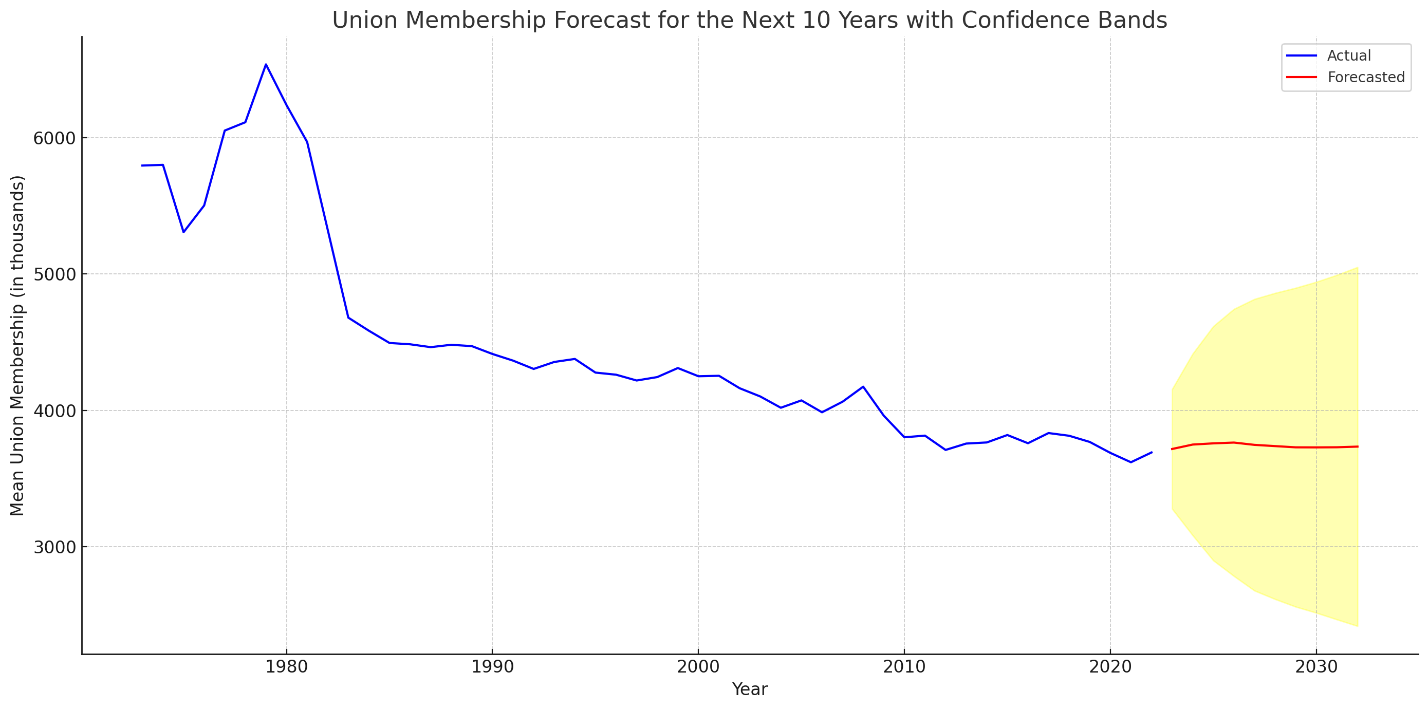 Union Membership Forecast for the Next 10 Years with Confidence Bands
Actual
Forecasted
Mean Union Membership (in thousands)
6000
5000
4000
3000
1980 1990 2000 2010 2020 2030
Year